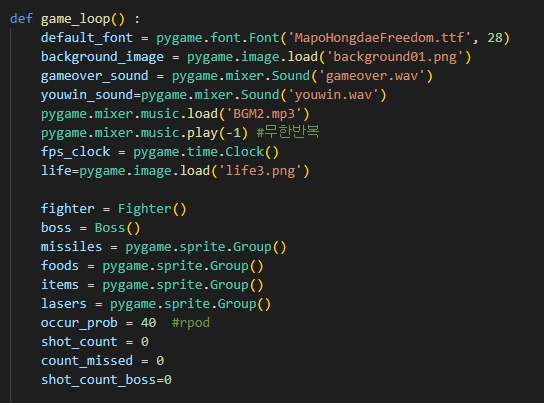 def game_loop() :
    default_font = pygame.font.Font('MapoHongdaeFreedom.ttf', 28)
    background_image = pygame.image.load('background01.png')
    gameover_sound = pygame.mixer.Sound('gameover.wav')
    youwin_sound=pygame.mixer.Sound('youwin.wav')
    pygame.mixer.music.load('BGM2.mp3')
    pygame.mixer.music.play(-1) #무한반복
    fps_clock = pygame.time.Clock()
    life=pygame.image.load('life3.png')

    fighter = Fighter()
    boss = Boss()
    missiles = pygame.sprite.Group()
    foods = pygame.sprite.Group()
    items = pygame.sprite.Group()
    lasers = pygame.sprite.Group()
    occur_prob = 40  #rpod
    shot_count = 0
    count_missed = 0
    shot_count_boss=0